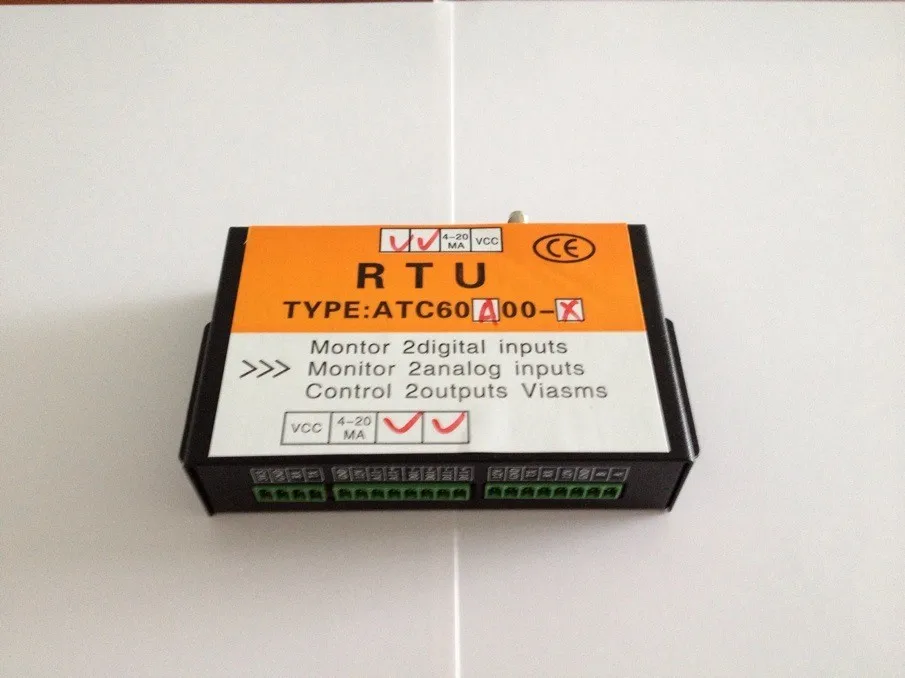 4-20 MA VCC
CE
RTU
TYPE:ATC60A00-X
Montor 2digital inputs
>>> Monitor 2analog inputs
Control 2outputs Viasms
VCC 4-20 MA